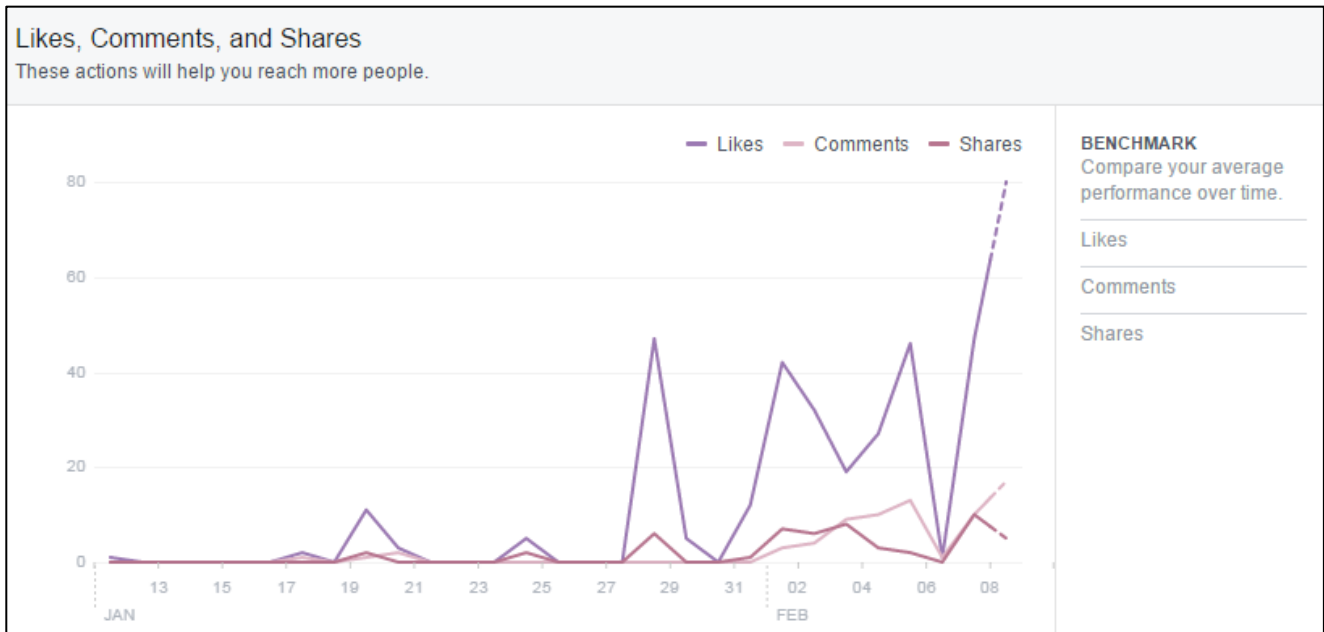 Likes, Comments, and Shares
These actions will help you reach more people.
Likes Comments Shares
80
60
40
20
0
13 15 17 19 21 23 25 27 29 31 02 04 06 08
JAN FEB
BENCHMARK
Compare your average
performance over time.
Likes
Comments
Shares